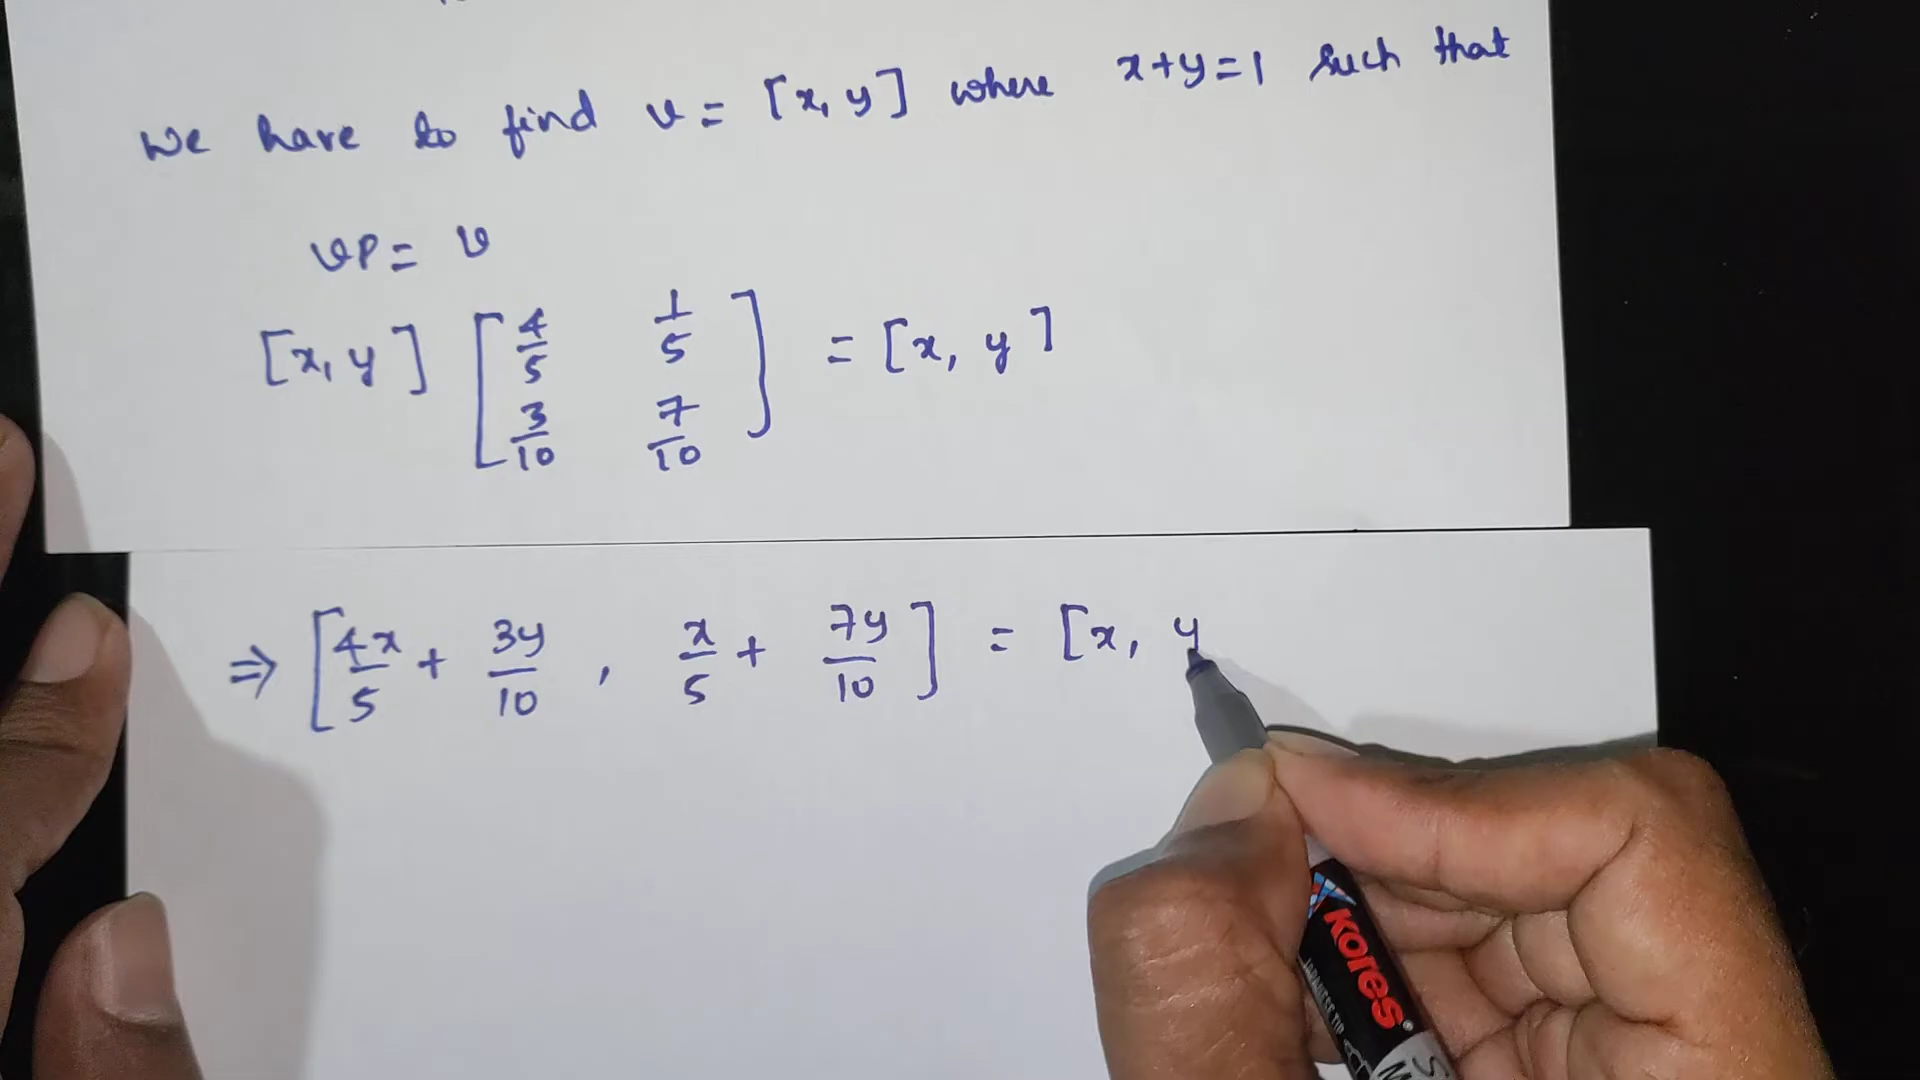 We have to find v = [x, y] where x+y=1 such that
vP = v
[x, y] [4/5 1/5
3/10 7/10] = [x, y]
⇒ [4x/5 + 3y/10 , x/5 + 7y/10] = [x, y
KORES